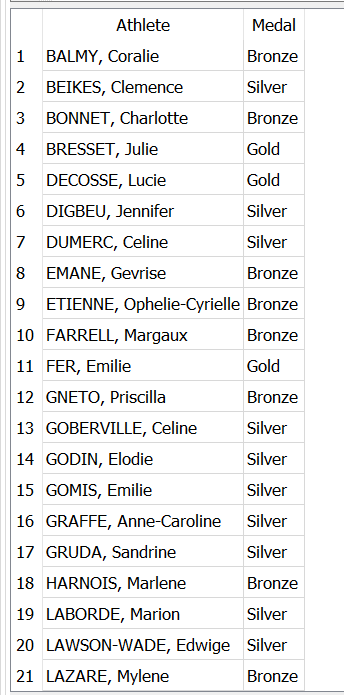 Athlete Medal
1 BALMY, Coralie Bronze
2 BEIKES, Clemence Silver
3 BONNET, Charlotte Bronze
4 BRESSET, Julie Gold
5 DECOSSE, Lucie Gold
6 DIGBEU, Jennifer Silver
7 DUMERC, Celine Silver
8 EMANE, Gevrise Bronze
9 ETIENNE, Ophelie-Cyrielle Bronze
10 FARRELL, Margaux Bronze
11 FER, Emilie Gold
12 GNETO, Priscilla Bronze
13 GOBERVILLE, Celine Silver
14 GODIN, Elodie Silver
15 GOMIS, Emilie Silver
16 GRAFFE, Anne-Caroline Silver
17 GRUDA, Sandrine Silver
18 HARNOIS, Marlene Bronze
19 LABORDE, Marion Silver
20 LAWSON-WADE, Edwige Silver
21 LAZARE, Mylene Bronze